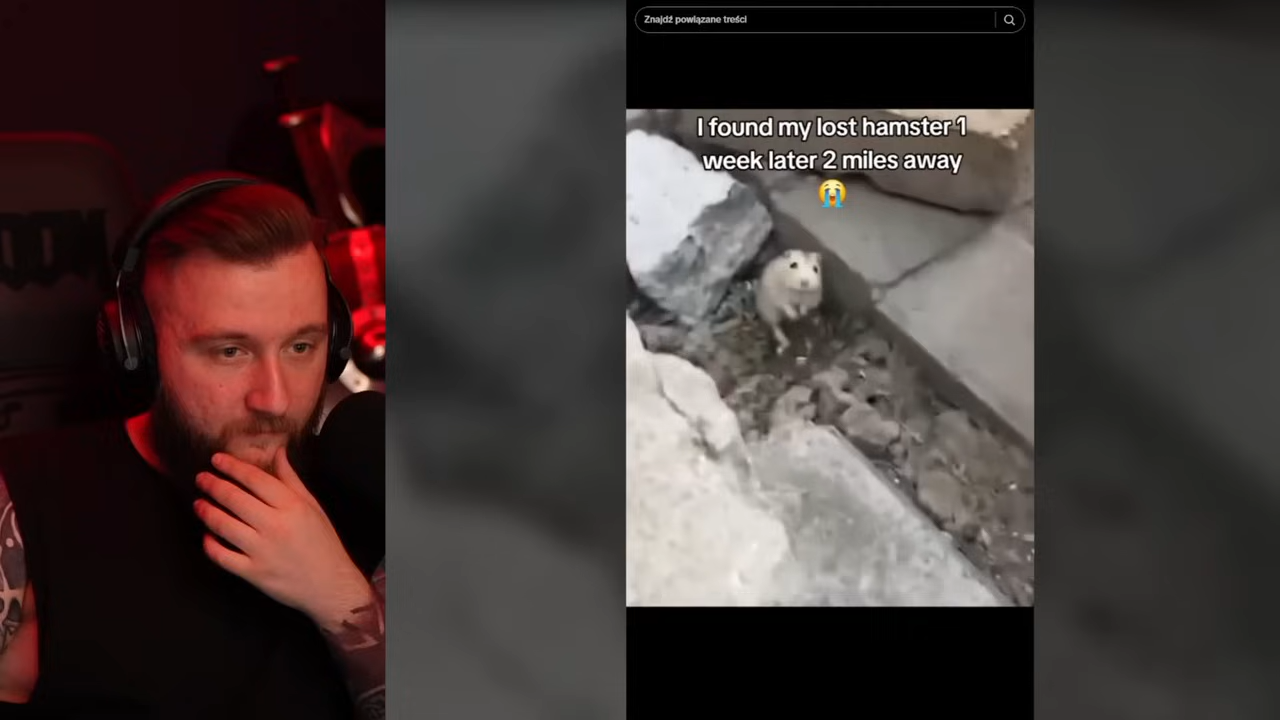 Znajdź powiązane treści
I found my lost hamster 1
week later 2 miles away
😭